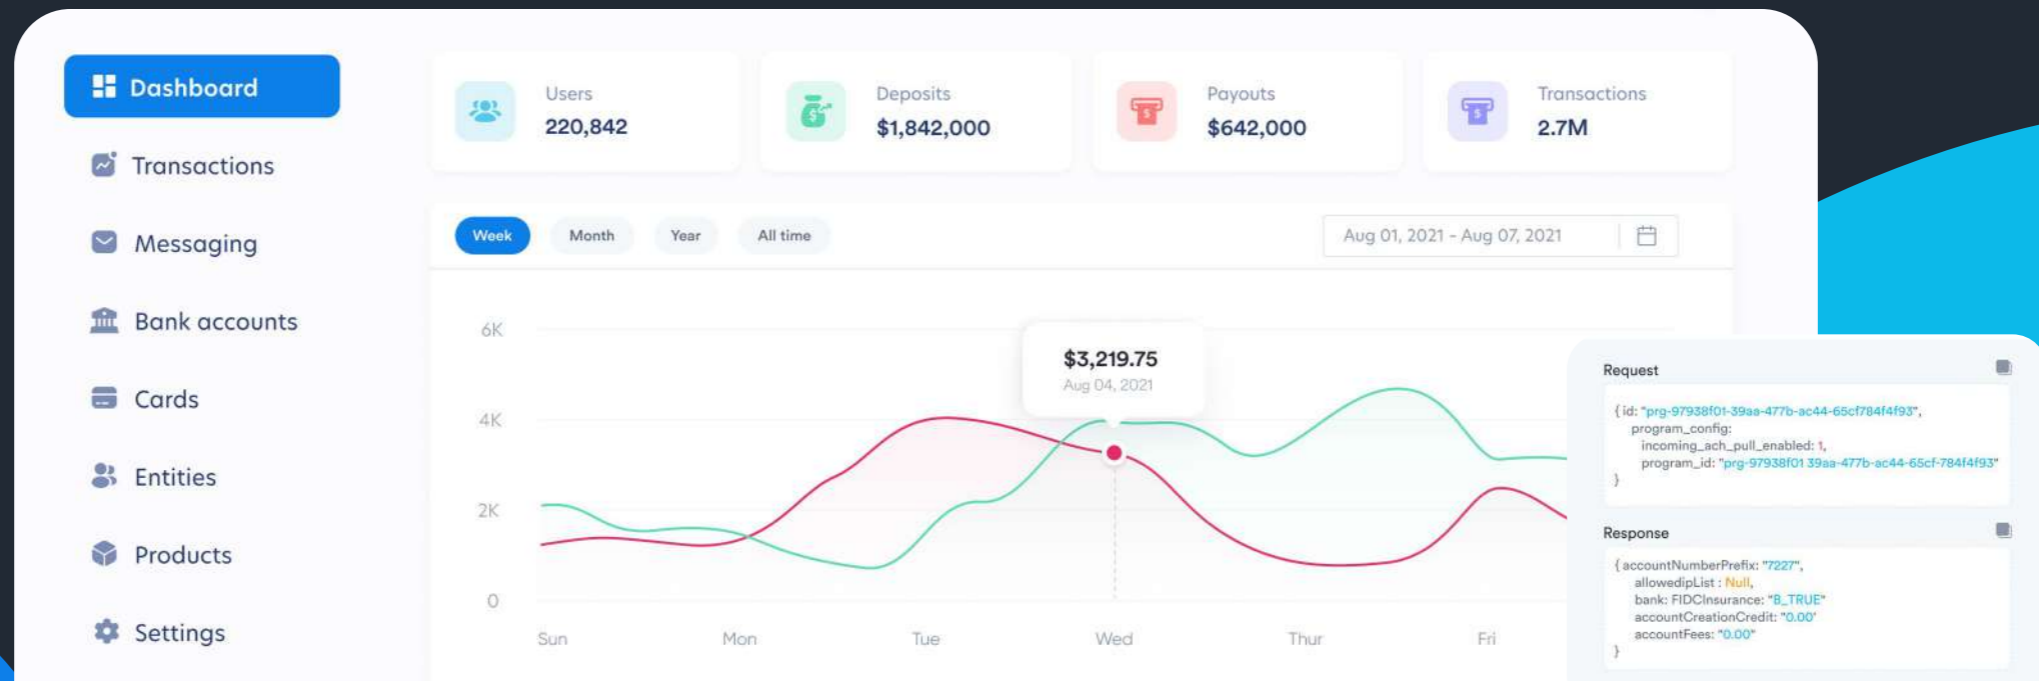 Dashboard
Transactions
Messaging
Bank accounts
Cards
Entities
Products
Settings
Users
220,842
Deposits
$1,842,000
Payouts
$642,000
Transactions
2.7M
Week
Month
Year
All time
Aug 01, 2021 - Aug 07, 2021
6K
4K
2K
0
$3,219.75
Aug 04, 2021
Sun
Mon
Tue
Wed
Thur
Fri
Request
{ id: "prg-97938f01-39aa-477b-ac44-65cf784f4f93",
program_config:
incoming_ach_pull_enabled: 1,
program_id: "prg-97938f01 39aa-477b-ac44-65cf-784f4f93"
}
Response
{ accountNumberPrefix: "7227",
allowedipList : Null,
bank: FIDCInsurance: "B_TRUE"
accountCreationCredit: "0.00'
accountFees: "0.00"
}